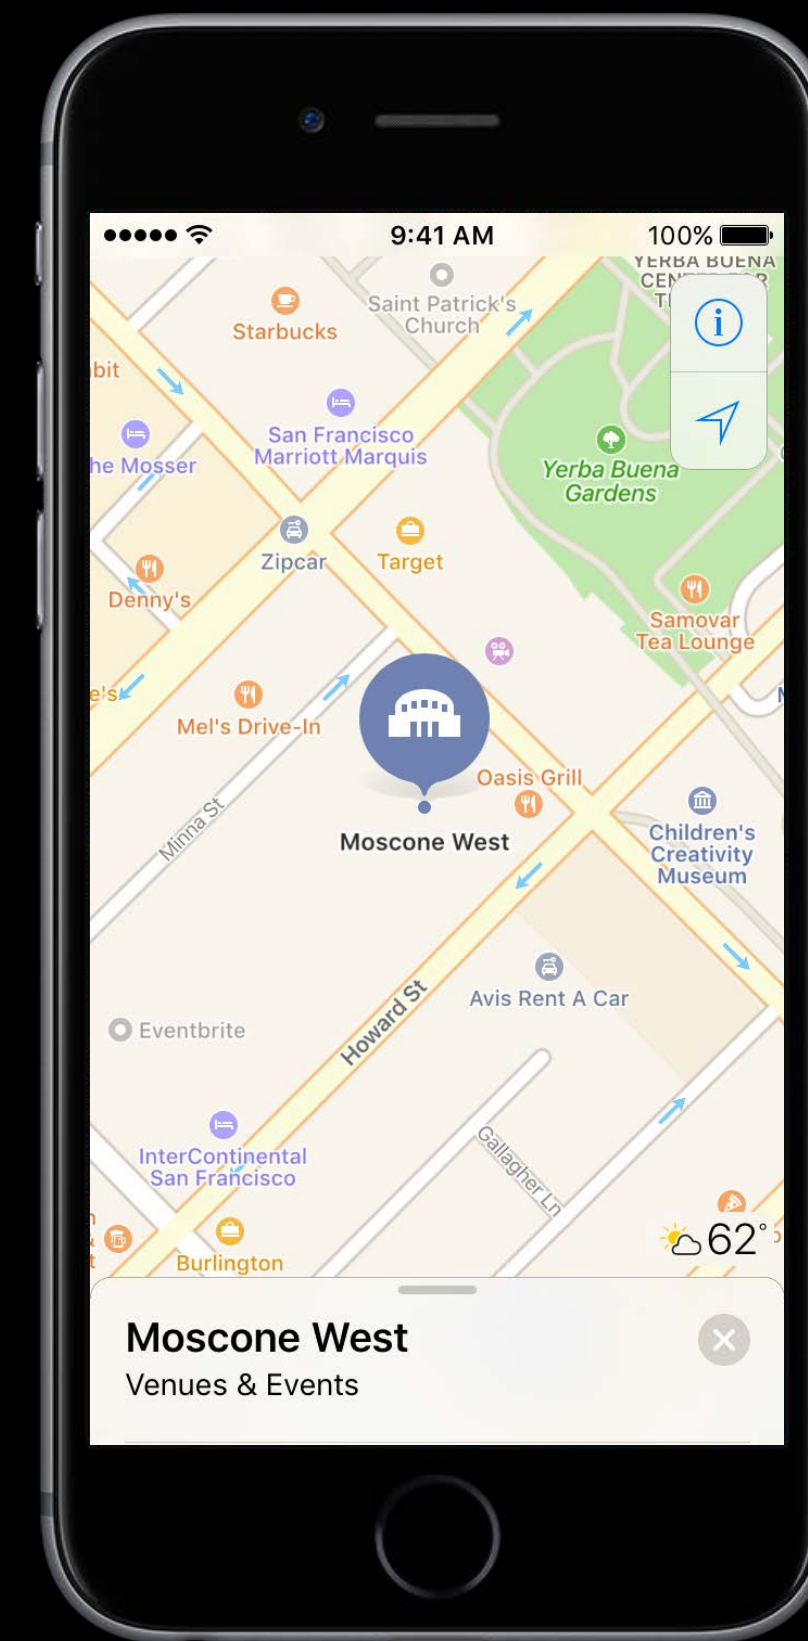 9:41 AM
100%
YERBA BUENA
Starbucks
Saint Patrick's
Church
San Francisco
Marriott Marquis
Mosser
Yerba Buena
Gardens
Zipcar
Target
Denny's
Samovar
Tea Lounge
Mel's Drive-In
Oasis Grill
Minna St
Moscone West
Children's
Creativity
Museum
Howard St
Avis Rent A Car
Eventbrite
InterContinental
San Francisco
Gallagher Ln
62°
Burlington
Moscone West
Venues & Events